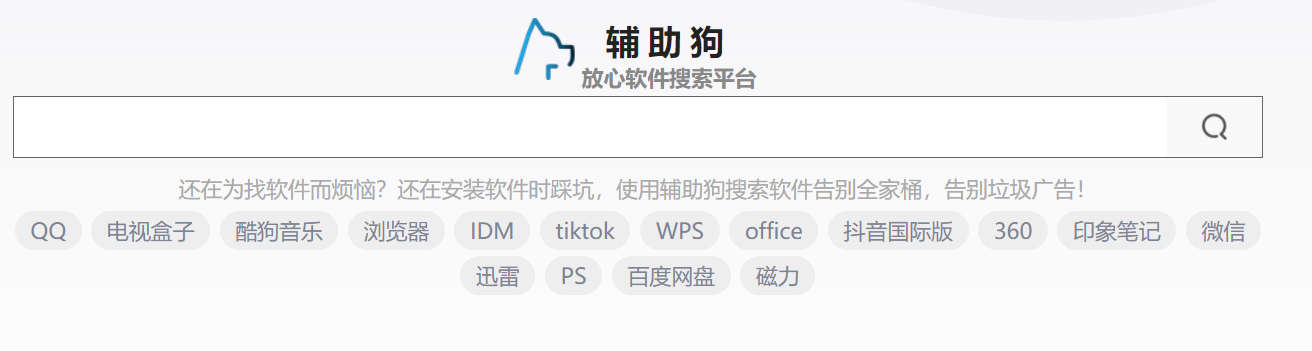 辅助狗
放心软件搜索平台
还在为找软件而烦恼？还在安装软件时踩坑，使用辅助狗搜索软件告别全家桶，告别垃圾广告！
QQ 电视盒子 酷狗音乐 浏览器 IDM tiktok WPS office 抖音国际版 360 印象笔记 微信
迅雷 PS 百度网盘 磁力